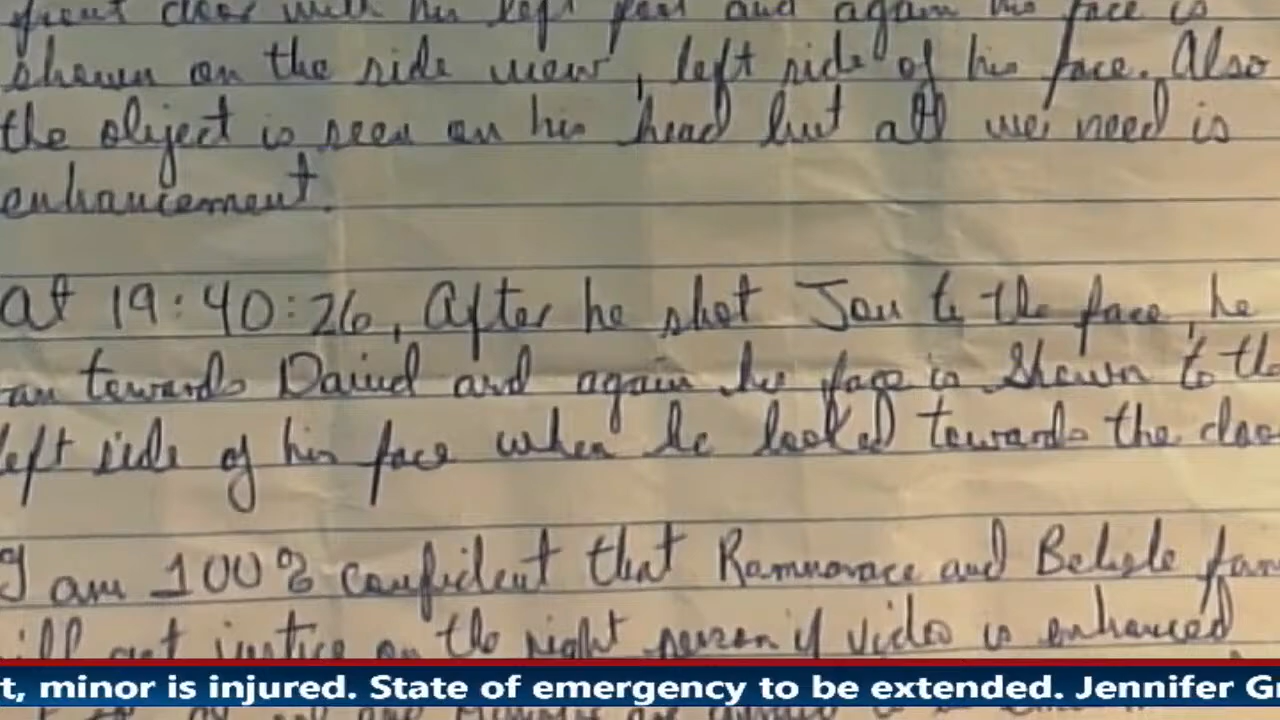 front door with his left foot and again his face is
shown on the side view, left side of his face. Also
the object is seen on his head but all we need is
enhancement.
at 19:40:26, After he shot Jon to the face, he
ran towards David and again his face is shown to the
left side of his face when he looked towards the doo
I am 100% confident that Ramnarace and Belisle fam
will get justice on the right person if video is enhanced
t, minor is injured. State of emergency to be extended. Jennifer Gr